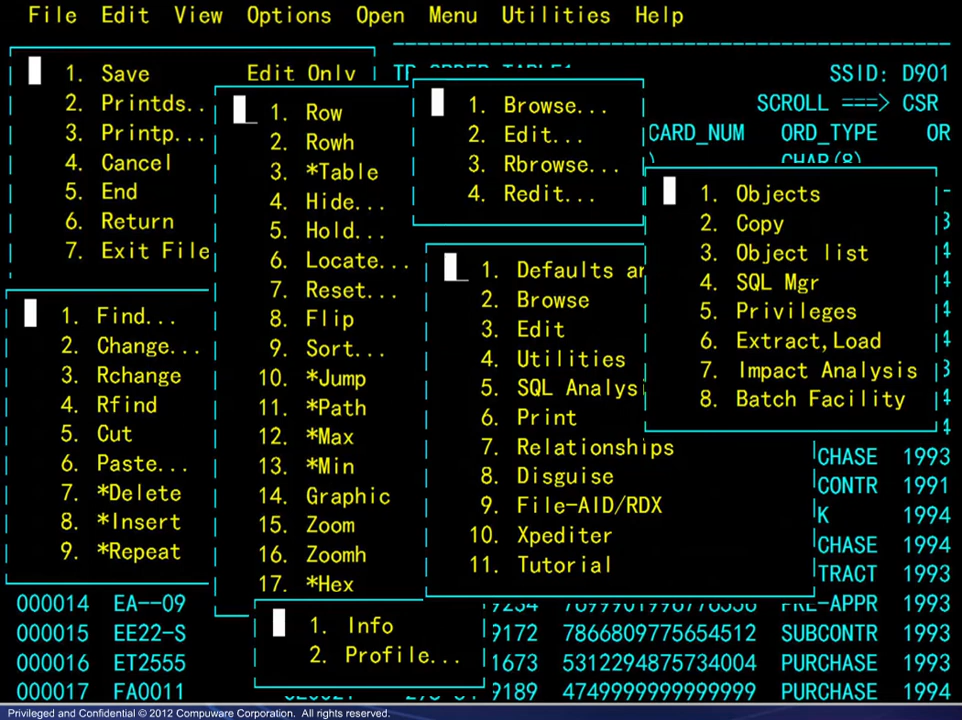 File Edit View Options Open Menu Utilities Help
1. Save
2. Printds..
3. Printp...
4. Cancel
5. End
6. Return
7. Exit File
Edit Only
1. Row
2. Rowh
3. *Table
4. Hide...
5. Hold...
6. Locate...
7. Reset...
8. Flip
9. Sort...
10. *Jump
11. *Path
12. *Max
13. *Min
14. Graphic
15. Zoom
16. Zoomh
17. *Hex
SSID: D901
SCROLL ===> CSR
CARD_NUM ORD_TYPE OR
CHAR(8)
1. Browse...
2. Edit...
3. Rbrowse...
4. Redit...
1. Objects
2. Copy
3. Object list
4. SQL Mgr
5. Privileges
6. Extract,Load
7. Impact Analysis
8. Batch Facility
1. Find...
2. Change...
3. Rchange
4. Rfind
5. Cut
6. Paste...
7. *Delete
8. *Insert
9. *Repeat
1. Defaults
2. Browse
3. Edit
4. Utilities
5. SQL Analys
6. Print
7. Relationships
8. Disguise
9. File-AID/RDX
10. Xpediter
11. Tutorial
CHASE 1993
CONTR 1991
K 1994
CHASE 1994
TRACT 1993
1. Info
2. Profile...
000014 EA--09 PRE-APPR 1993
000015 EE22-S 9172 7866809775654512 SUBCONTR 1993
000016 ET2555 1673 5312294875734004 PURCHASE 1993
000017 FA0011 9189 4749999999999999 PURCHASE 1994
Privileged and Confidential © 2012 Compuware Corporation. All rights reserved.